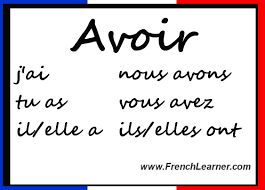 Avoir
j'ai nous avons
tu as vous avez
il/elle a ils/elles ont
www.FrenchLearner.com